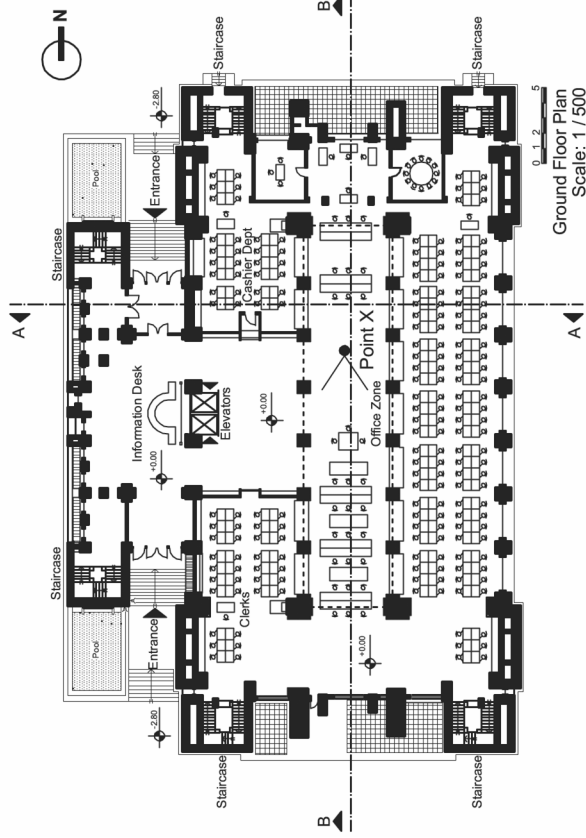 A
N
Staircase
Staircase
Pool
Pool
Information Desk
-2.80
Entrance
+0.00
Entrance
-2.80
Staircase
Elevators
Staircase
Clerks
Cashier Dept
+0.00
B
B
+0.00
Point X
Office Zone
Staircase
Staircase
0 1 2 5
Ground Floor Plan
Scale: 1 / 500
A